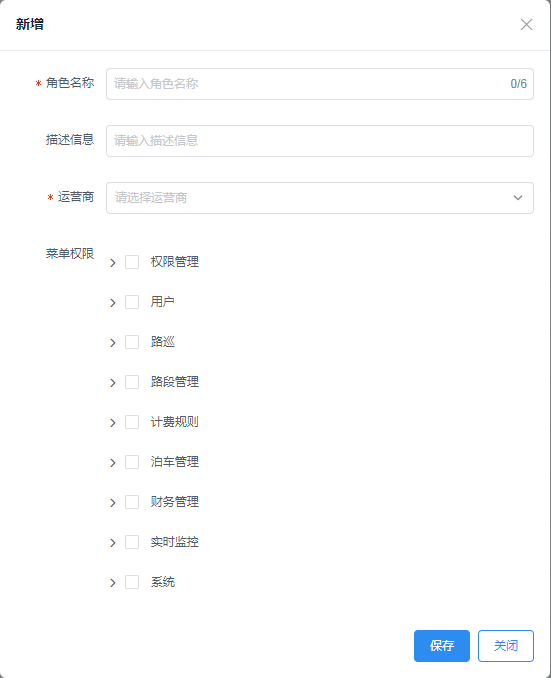 新增
* 角色名称 请输入角色名称 0/6
描述信息 请输入描述信息
* 运营商 请选择运营商
菜单权限
权限管理
用户
路巡
路段管理
计费规则
泊车管理
财务管理
实时监控
系统
保存 关闭